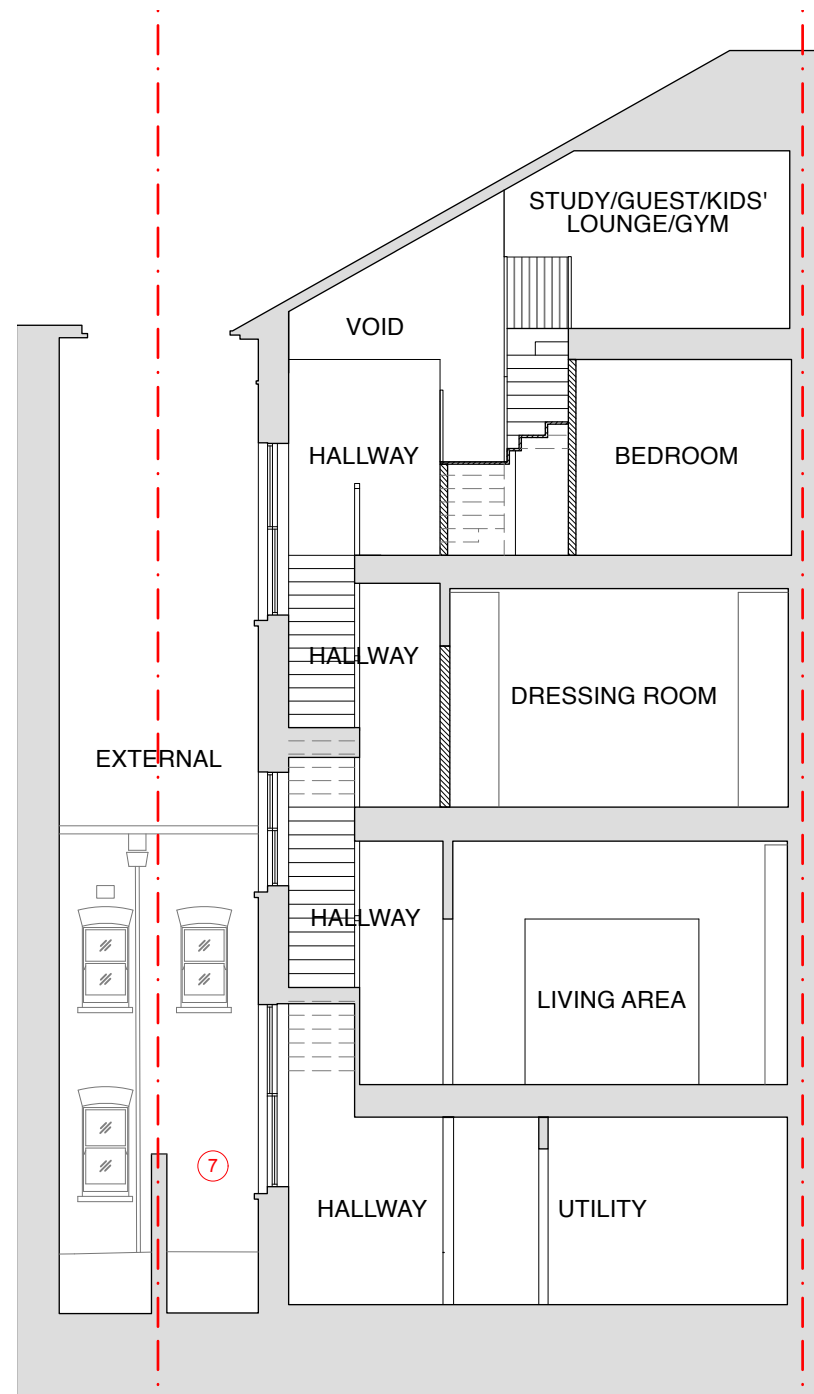 STUDY/GUEST/KIDS'
LOUNGE/GYM
VOID
HALLWAY
BEDROOM
HALLWAY
DRESSING ROOM
EXTERNAL
HALLWAY
LIVING AREA
7
HALLWAY
UTILITY